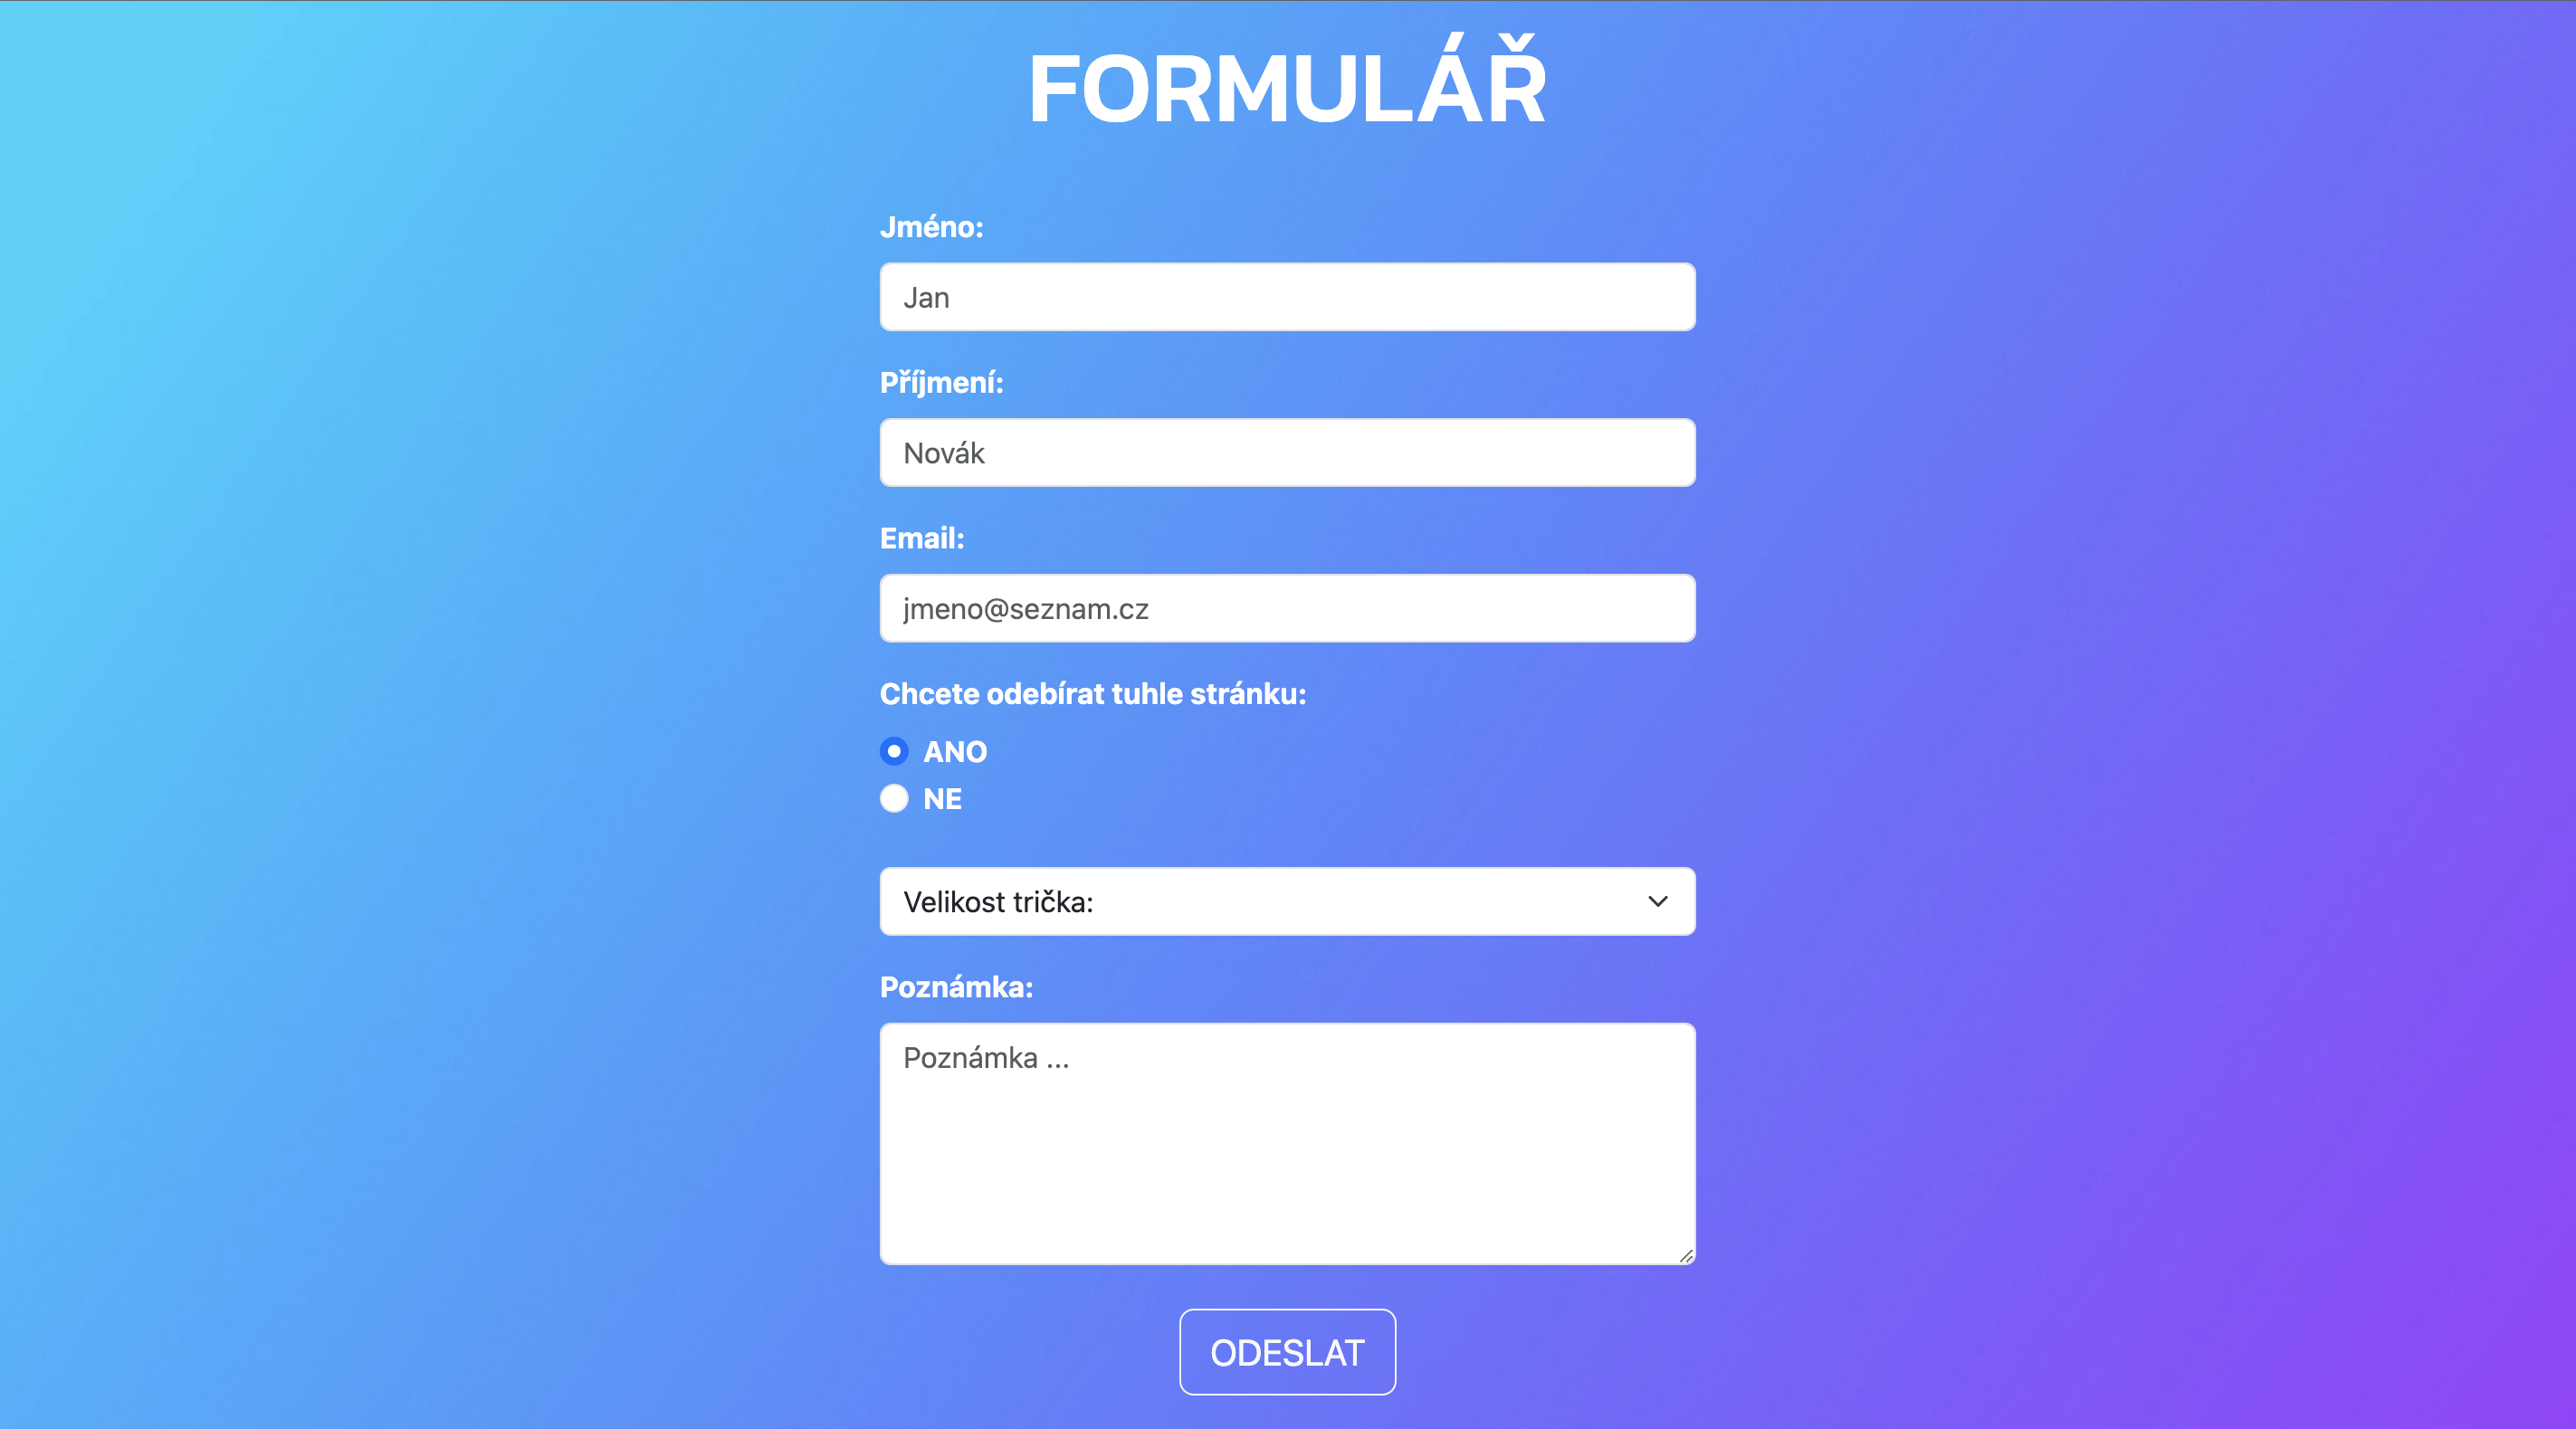 FORMULÁŘ
Jméno:
Jan
Příjmení:
Novák
Email:
jmeno@seznam.cz
Chcete odebírat tuhle stránku:
ANO
NE
Velikost trička:
Poznámka:
Poznámka ...
ODESLAT